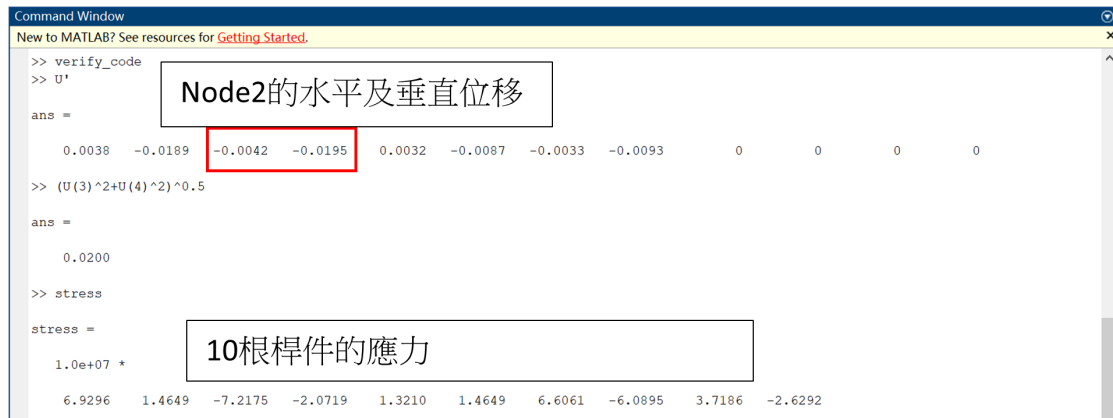 Command Window
New to MATLAB? See resources for Getting Started.
>> verify_code
>> U'
Node2的水平及垂直位移
ans =
0.0038 -0.0189 -0.0042 -0.0195 0.0032 -0.0087 -0.0033 -0.0093 0 0 0 0
>> (U(3)^2+U(4)^2)^0.5
ans =
0.0200
>> stress
stress =
10根桿件的應力
1.0e+07 *
6.9296 1.4649 -7.2175 -2.0719 1.3210 1.4649 6.6061 -6.0895 3.7186 -2.6292